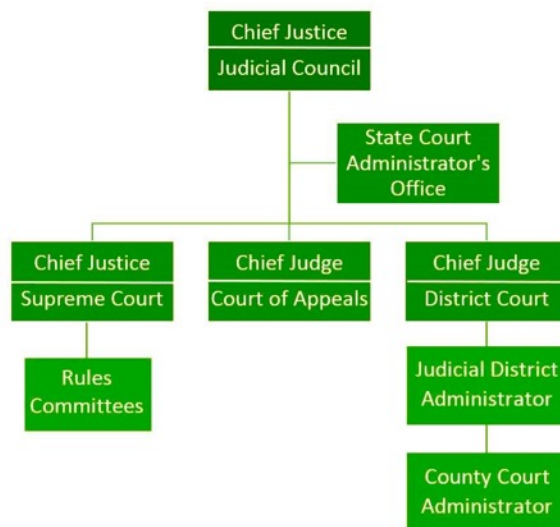 Chief Justice
Judicial Council
State Court
Administrator's
Office
Chief Justice
Supreme Court
Chief Judge
Court of Appeals
Chief Judge
District Court
Rules
Committees
Judicial District
Administrator
County Court
Administrator